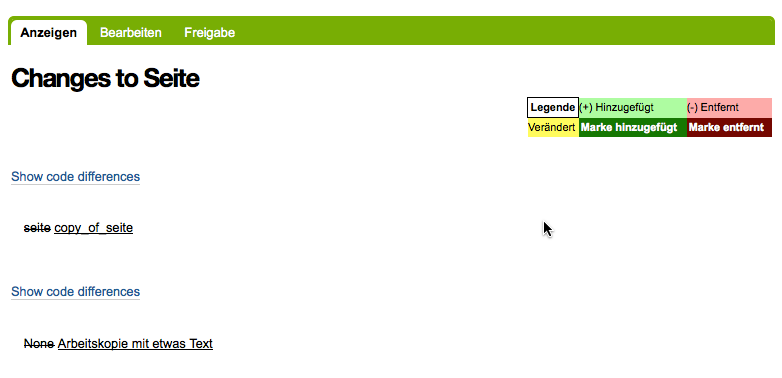 Anzeigen Bearbeiten Freigabe
Changes to Seite
Legende (+) Hinzugefügt (-) Entfernt
Verändert Marke hinzugefügt Marke entfernt
Show code differences
seite copy_of_seite
Show code differences
None Arbeitskopie mit etwas Text